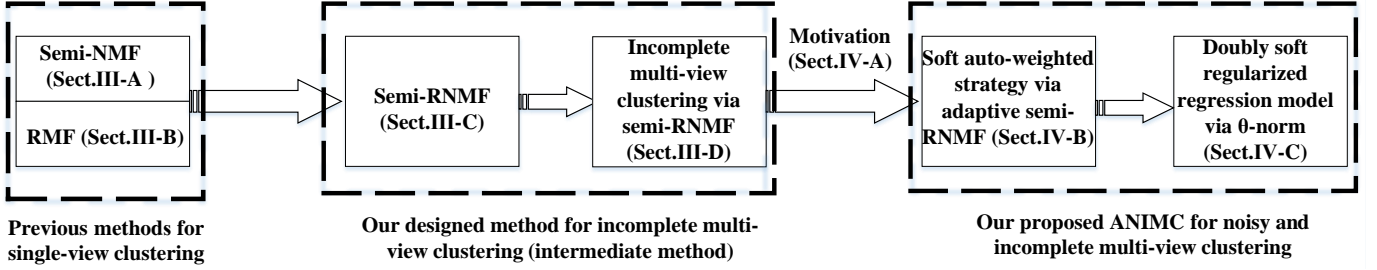 Semi-NMF
(Sect.III-A )
RMF (Sect.III-B)
Previous methods for
single-view clustering
Semi-RNMF
(Sect.III-C)
Incomplete
multi-view
clustering via
semi-RNMF
(Sect.III-D)
Our designed method for incomplete multi-
view clustering (intermediate method)
Motivation
(Sect.IV-A)
Soft auto-weighted
strategy via
adaptive semi-
RNMF (Sect.IV-B)
Doubly soft
regularized
regression model
via θ-norm
(Sect.IV-C)
Our proposed ANIMC for noisy and
incomplete multi-view clustering